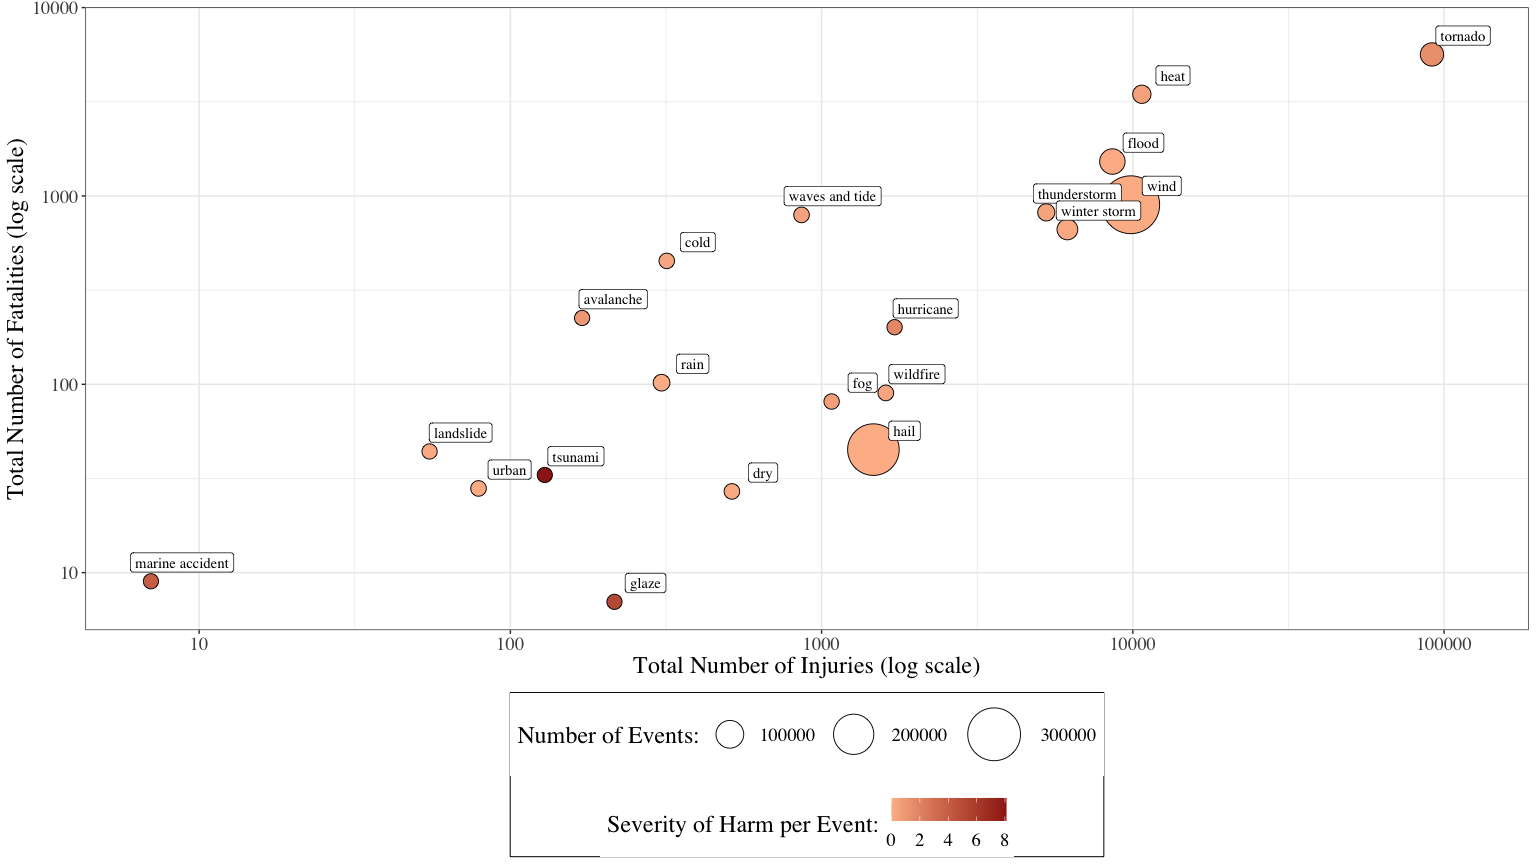 10000
1000
100
10
Total Number of Fatalities (log scale)
tornado
heat
flood
wind
thunderstorm
waves and tide
winter storm
cold
avalanche
hurricane
rain
wildfire
fog
landslide
hail
tsunami
urban
dry
marine accident
glaze
10 100 1000 10000 100000
Total Number of Injuries (log scale)
Number of Events: 100000 200000 300000
Severity of Harm per Event:
0 2 4 6 8